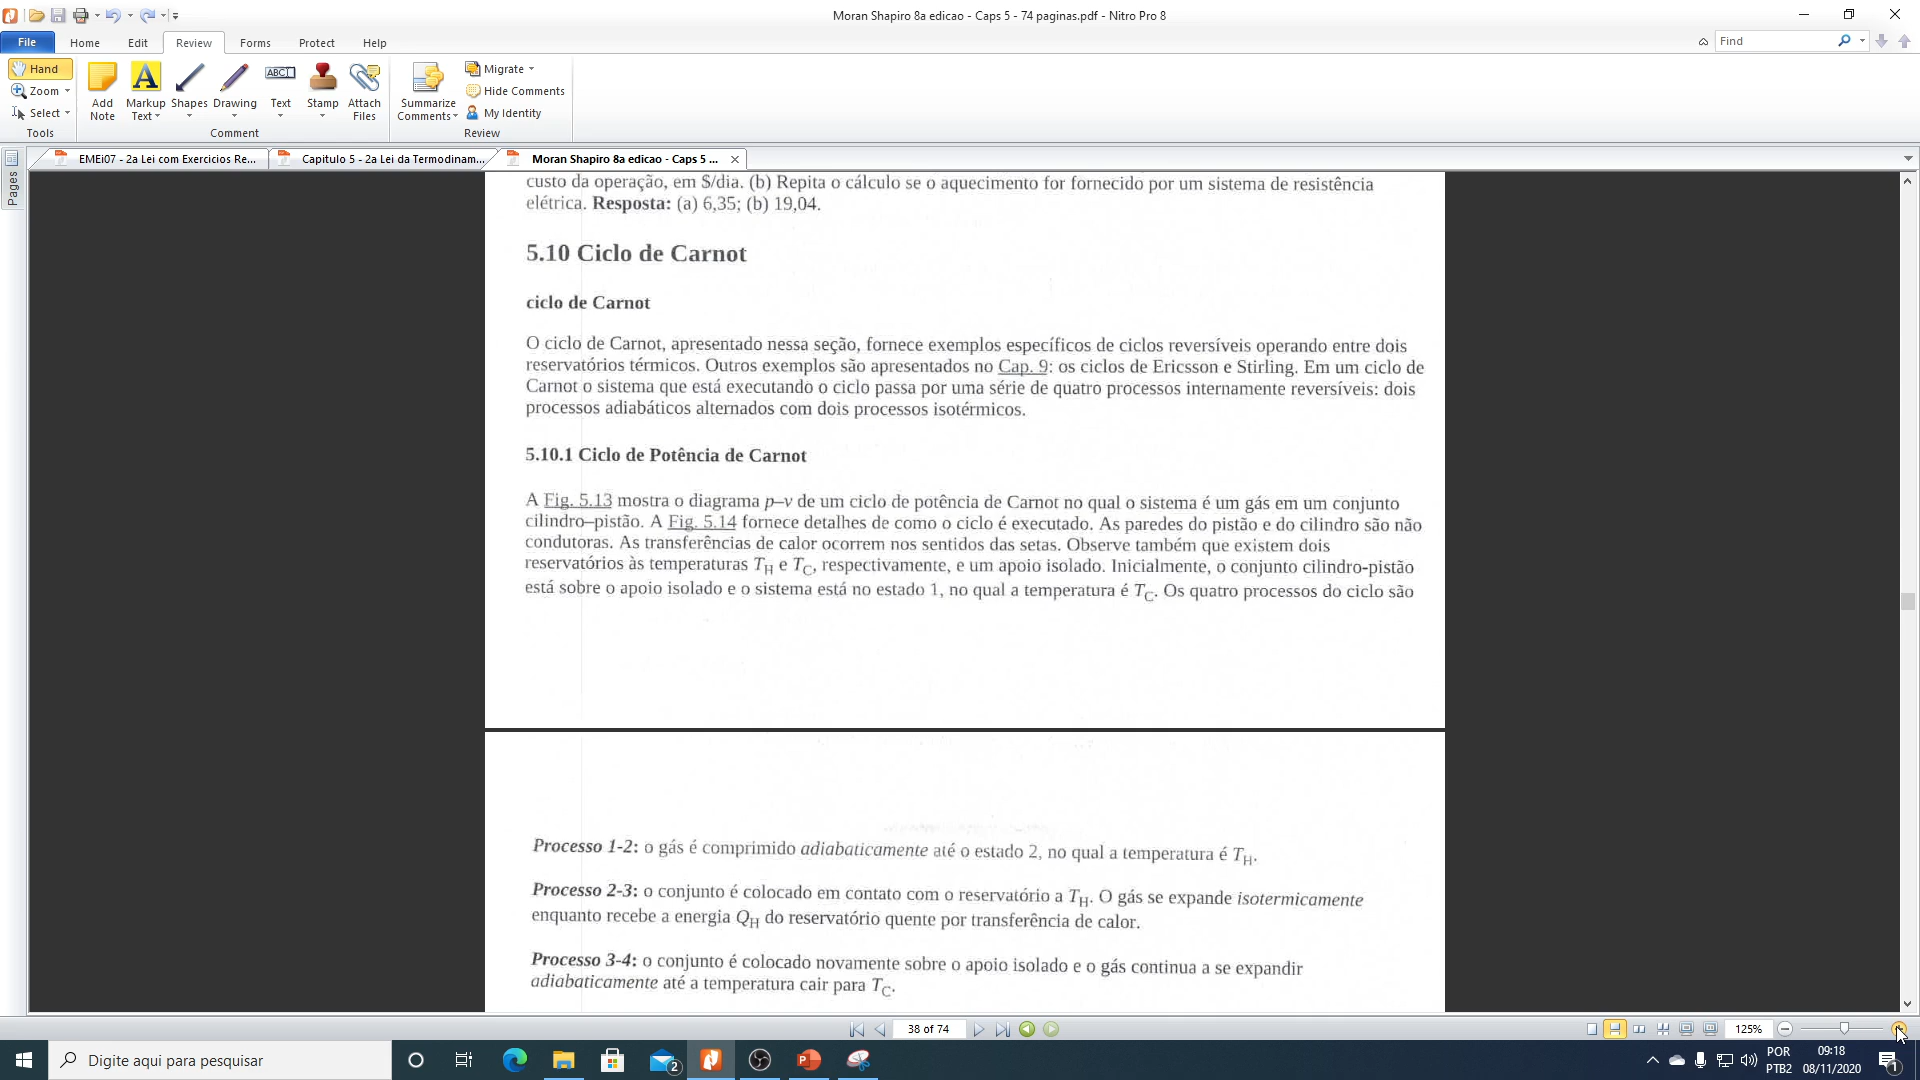 Moran Shapiro 8a edicao - Caps 5 - 74 paginas.pdf - Nitro Pro 8
File Home Edit Review Forms Protect Help
Find
Hand
Zoom
Select
Tools
Add Note
Markup Text
Shapes
Drawing
Text
Stamp
Attach Files
Comment
Summarize Comments
Migrate
Hide Comments
My Identity
Review
EMEi07 - 2a Lei com Exercicios Re...
Capitulo 5 - 2a Lei da Termodinam...
Moran Shapiro 8a edicao - Caps 5 ...
Pages
custo da operação, em $/dia. (b) Repita o cálculo se o aquecimento for fornecido por um sistema de resistência
elétrica. Resposta: (a) 6,35; (b) 19,04.
5.10 Ciclo de Carnot
ciclo de Carnot
O ciclo de Carnot, apresentado nessa seção, fornece exemplos específicos de ciclos reversíveis operando entre dois
reservatórios térmicos. Outros exemplos são apresentados no Cap. 9: os ciclos de Ericsson e Stirling. Em um ciclo de
Carnot o sistema que está executando o ciclo passa por uma série de quatro processos internamente reversíveis: dois
processos adiabáticos alternados com dois processos isotérmicos.
5.10.1 Ciclo de Potência de Carnot
A Fig. 5.13 mostra o diagrama p–v de um ciclo de potência de Carnot no qual o sistema é um gás em um conjunto
cilindro–pistão. A Fig. 5.14 fornece detalhes de como o ciclo é executado. As paredes do pistão e do cilindro são não
condutoras. As transferências de calor ocorrem nos sentidos das setas. Observe também que existem dois
reservatórios às temperaturas TH e TC, respectivamente, e um apoio isolado. Inicialmente, o conjunto cilindro-pistão
está sobre o apoio isolado e o sistema está no estado 1, no qual a temperatura é TC. Os quatro processos do ciclo são
Processo 1-2: o gás é comprimido adiabaticamente até o estado 2, no qual a temperatura é TH.
Processo 2-3: o conjunto é colocado em contato com o reservatório a TH. O gás se expande isotermicamente
enquanto recebe a energia QH do reservatório quente por transferência de calor.
Processo 3-4: o conjunto é colocado novamente sobre o apoio isolado e o gás continua a se expandir
adiabaticamente até a temperatura cair para TC.
38 of 74
125%
Digite aqui para pesquisar
2
POR
PTB2
09:18
08/11/2020
1